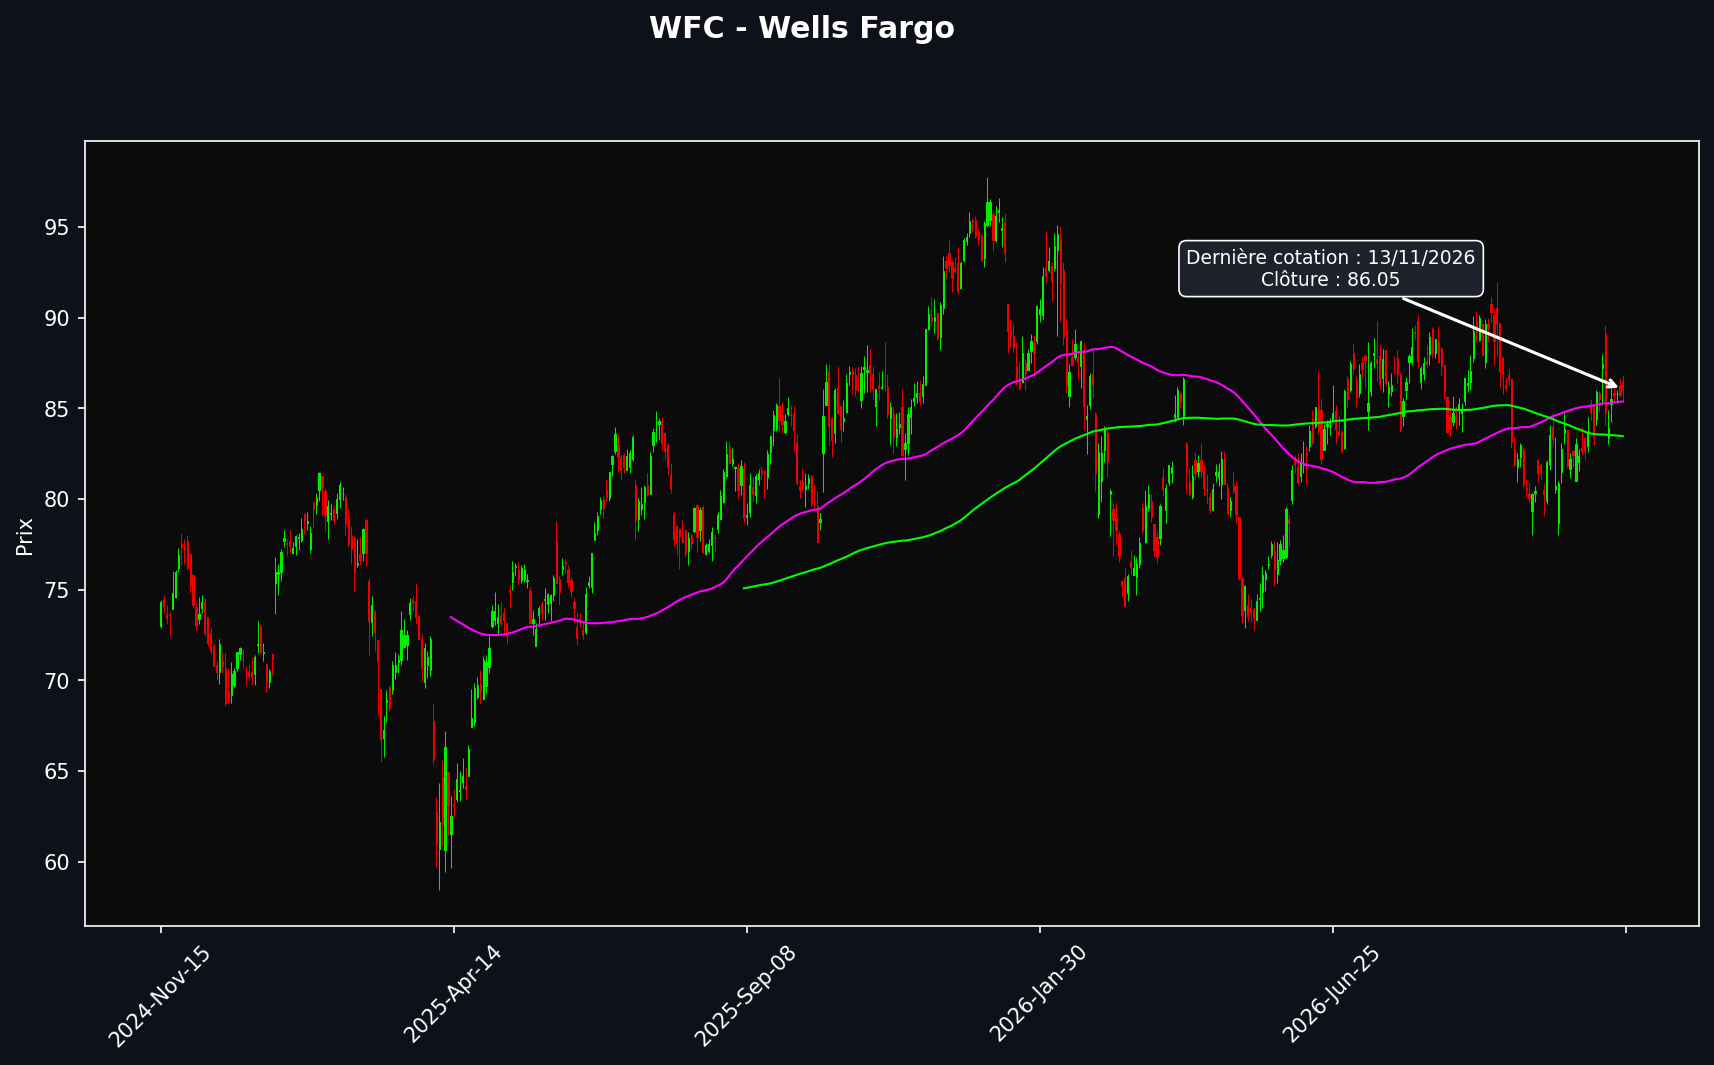 WFC - Wells Fargo
Dernière cotation : 13/11/2026
Clôture : 86.05
Prix
95
90
85
80
75
70
65
60
2024-Nov-15
2025-Apr-14
2025-Sep-08
2026-Jan-30
2026-Jun-25